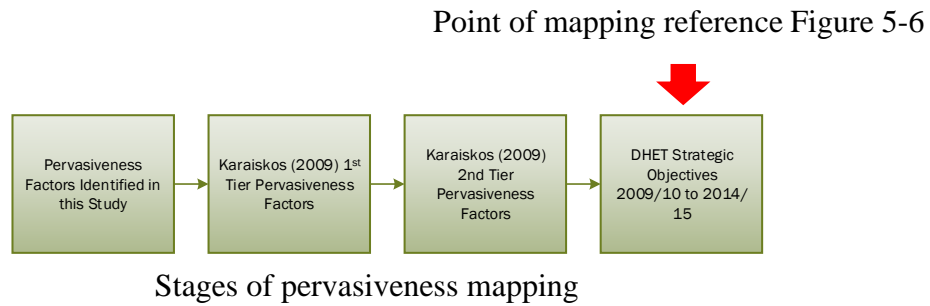 Point of mapping reference Figure 5-6
Pervasiveness
Factors Identified in
this Study
Karaiskos (2009) 1st
Tier Pervasiveness
Factors
Karaiskos (2009)
2nd Tier
Pervasiveness
Factors
DHET Strategic
Objectives
2009/10 to 2014/
15
Stages of pervasiveness mapping